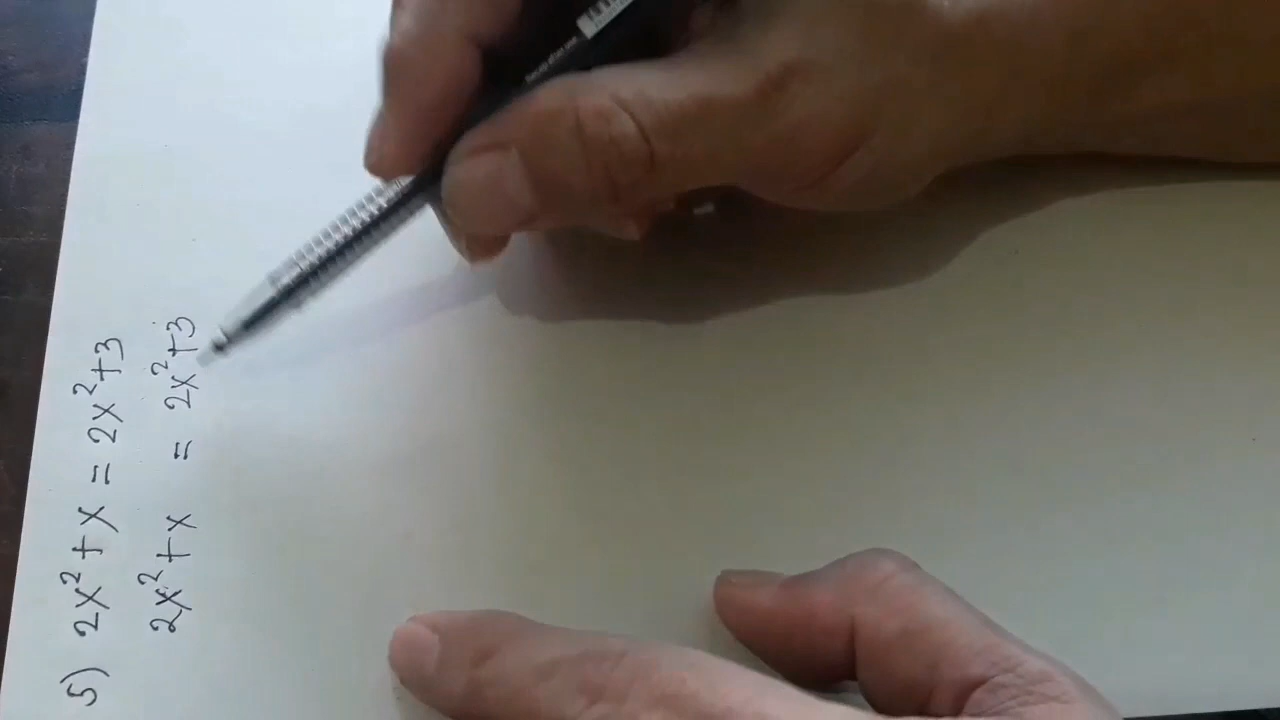 5) 2x²+x = 2x²+3
2x²+x = 2x²+3